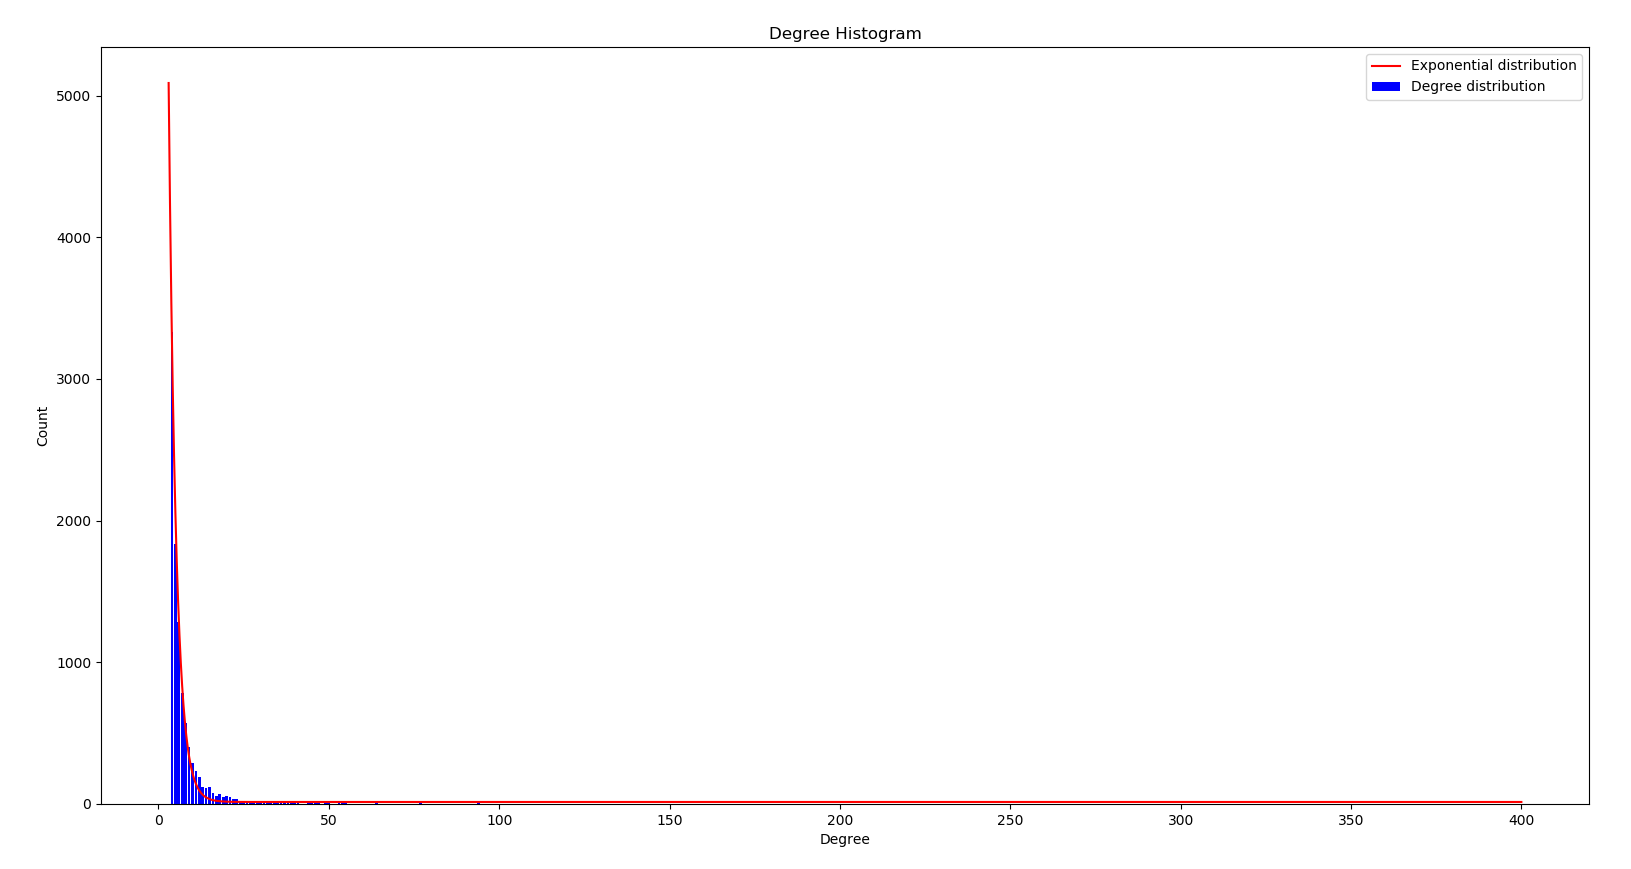 Degree Histogram
Exponential distribution
Degree distribution
5000
4000
3000
2000
1000
0
Count
0 50 100 150 200 250 300 350 400
Degree